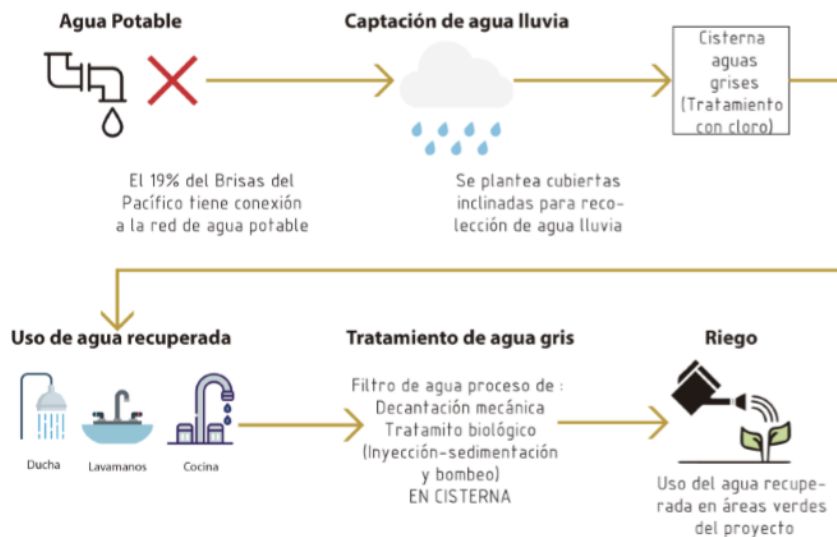 Agua Potable
Captación de agua lluvia
Cisterna
aguas
grises
(Tratamiento
con cloro)
El 19% del Brisas del
Pacífico tiene conexión
a la red de agua potable
Se plantea cubiertas
inclinadas para reco-
lección de agua lluvia
Uso de agua recuperada
Ducha
Lavamanos
Cocina
Tratamiento de agua gris
Filtro de agua proceso de :
Decantación mecánica
Tratamito biológico
(Inyección-sedimentación
y bombeo)
EN CISTERNA
Riego
Uso del agua recupe-
rada en áreas verdes
del proyecto